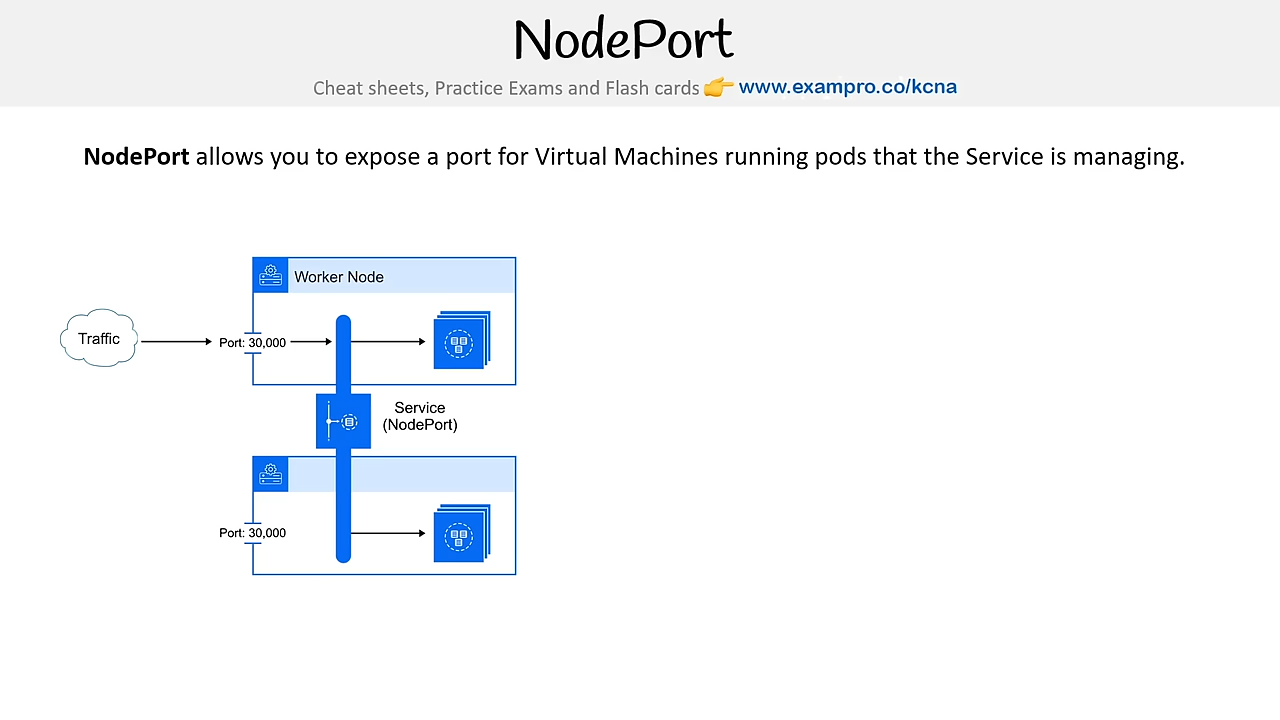 NodePort
Cheat sheets, Practice Exams and Flash cards 👉 www.exampro.co/kcna
NodePort allows you to expose a port for Virtual Machines running pods that the Service is managing.
Worker Node
Traffic
Port: 30,000
Service
(NodePort)
Port: 30,000